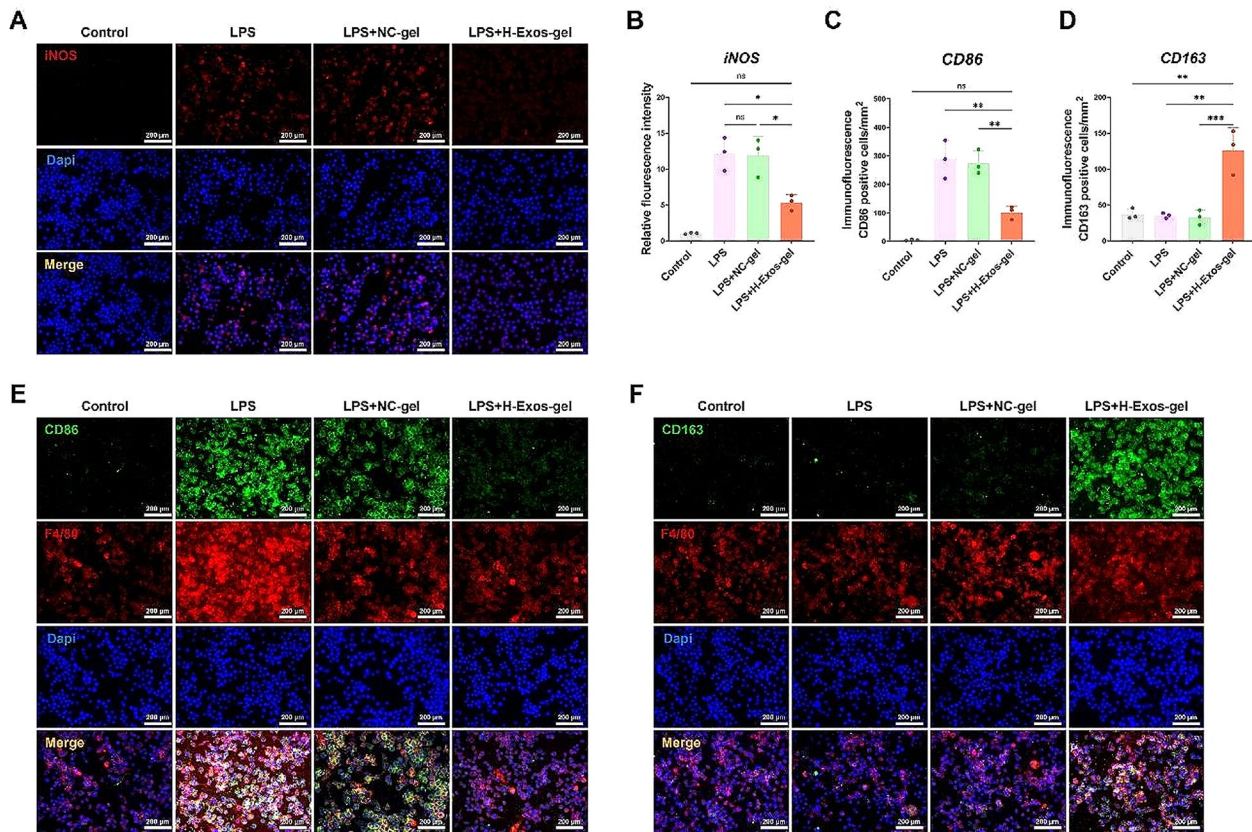 A
Control LPS LPS+NC-gel LPS+H-Exos-gel
iNOS
200 μm 200 μm 200 μm 200 μm
Dapi
200 μm 200 μm 200 μm 200 μm
Merge
200 μm 200 μm 200 μm 200 μm
B
iNOS
Relative flourescence intensity
20
15
10
5
0
ns
*
ns *
Control LPS LPS+NC-gel LPS+H-Exos-gel
C
CD86
Immunofluorescence
CD86 positive cells/mm²
500
400
300
200
100
0
ns
**
**
Control LPS LPS+NC-gel LPS+H-Exos-gel
D
CD163
Immunofluorescence
CD163 positive cells/mm²
200
150
100
50
0
**
**
***
Control LPS LPS+NC-gel LPS+H-Exos-gel
E
Control LPS LPS+NC-gel LPS+H-Exos-gel
CD86
200 μm 200 μm 200 μm 200 μm
F4/80
200 μm 200 μm 200 μm 200 μm
Dapi
200 μm 200 μm 200 μm 200 μm
Merge
200 μm 200 μm 200 μm 200 μm
F
Control LPS LPS+NC-gel LPS+H-Exos-gel
CD163
200 μm 200 μm 200 μm 200 μm
F4/80
200 μm 200 μm 200 μm 200 μm
Dapi
200 μm 200 μm 200 μm 200 μm
Merge
200 μm 200 μm 200 μm 200 μm